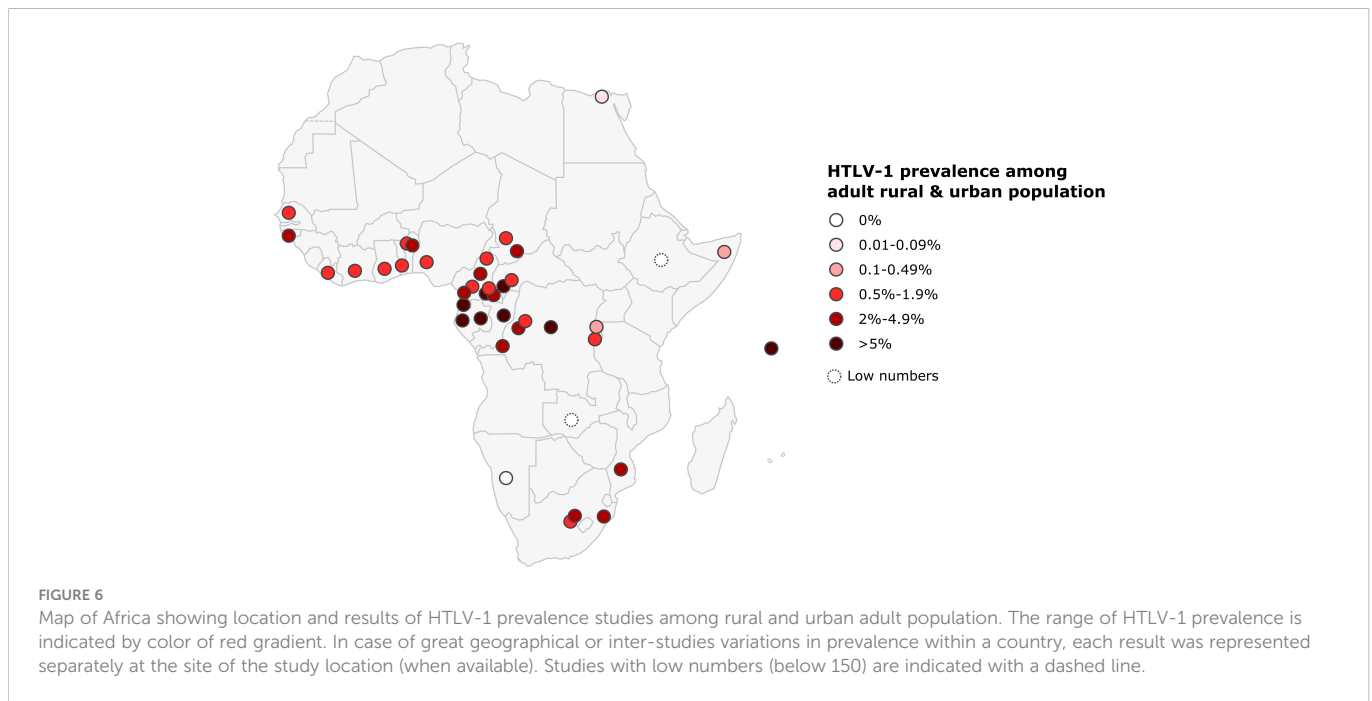 HTLV-1 prevalence among
adult rural & urban population
0%
0.01-0.09%
0.1-0.49%
0.5%-1.9%
2%-4.9%
>5%
Low numbers
FIGURE 6
Map of Africa showing location and results of HTLV-1 prevalence studies among rural and urban adult population. The range of HTLV-1 prevalence is
indicated by color of red gradient. In case of great geographical or inter-studies variations in prevalence within a country, each result was represented
separately at the site of the study location (when available). Studies with low numbers (below 150) are indicated with a dashed line.